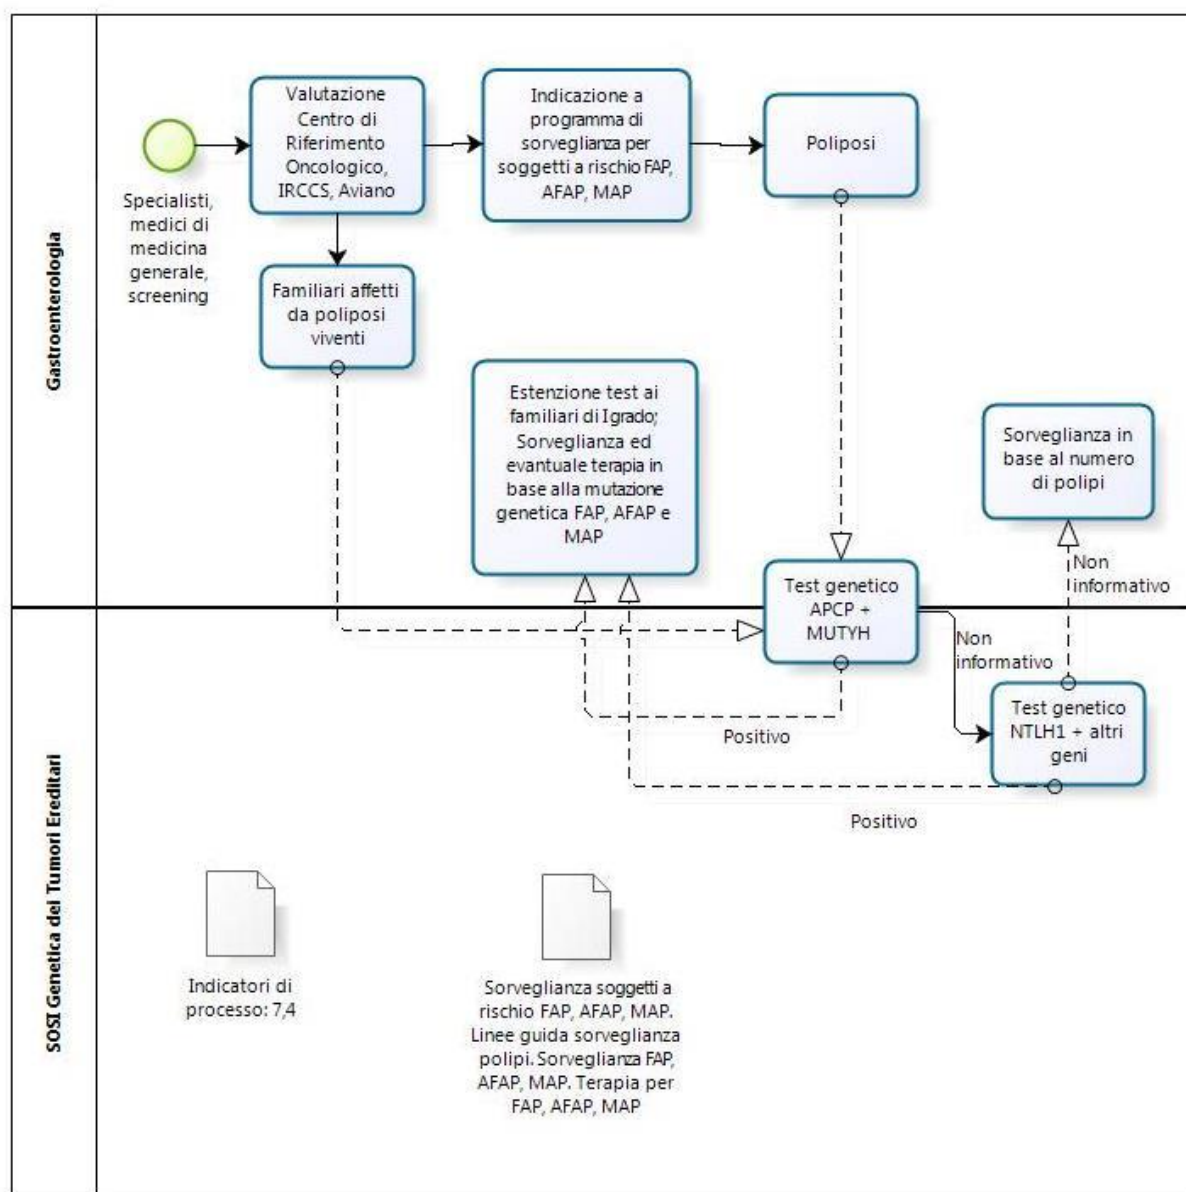 Gastroenterologia
Specialisti,
medici di
medicina
generale,
screening
Valutazione
Centro di
Riferimento
Oncologico,
IRCCS, Aviano
Indicazione a
programma di
sorveglianza per
soggetti a rischio FAP,
AFAP, MAP
Poliposi
Familiari affetti
da poliposi
viventi
Estenzione test ai
familiari di Igrado;
Sorveglianza ed
evantuale terapia in
base alla mutazione
genetica FAP, AFAP e
MAP
Sorveglianza in
base al numero
di polipi
Non
informativo
Test genetico
APCP +
MUTYH
Non
informativo
Test genetico
NTLH1 + altri
geni
Positivo
Positivo
SOSI Genetica dei Tumori Ereditari
Indicatori di
processo: 7,4
Sorveglianza soggetti a
rischio FAP, AFAP, MAP.
Linee guida sorveglianza
polipi. Sorveglianza FAP,
AFAP, MAP. Terapia per
FAP, AFAP, MAP